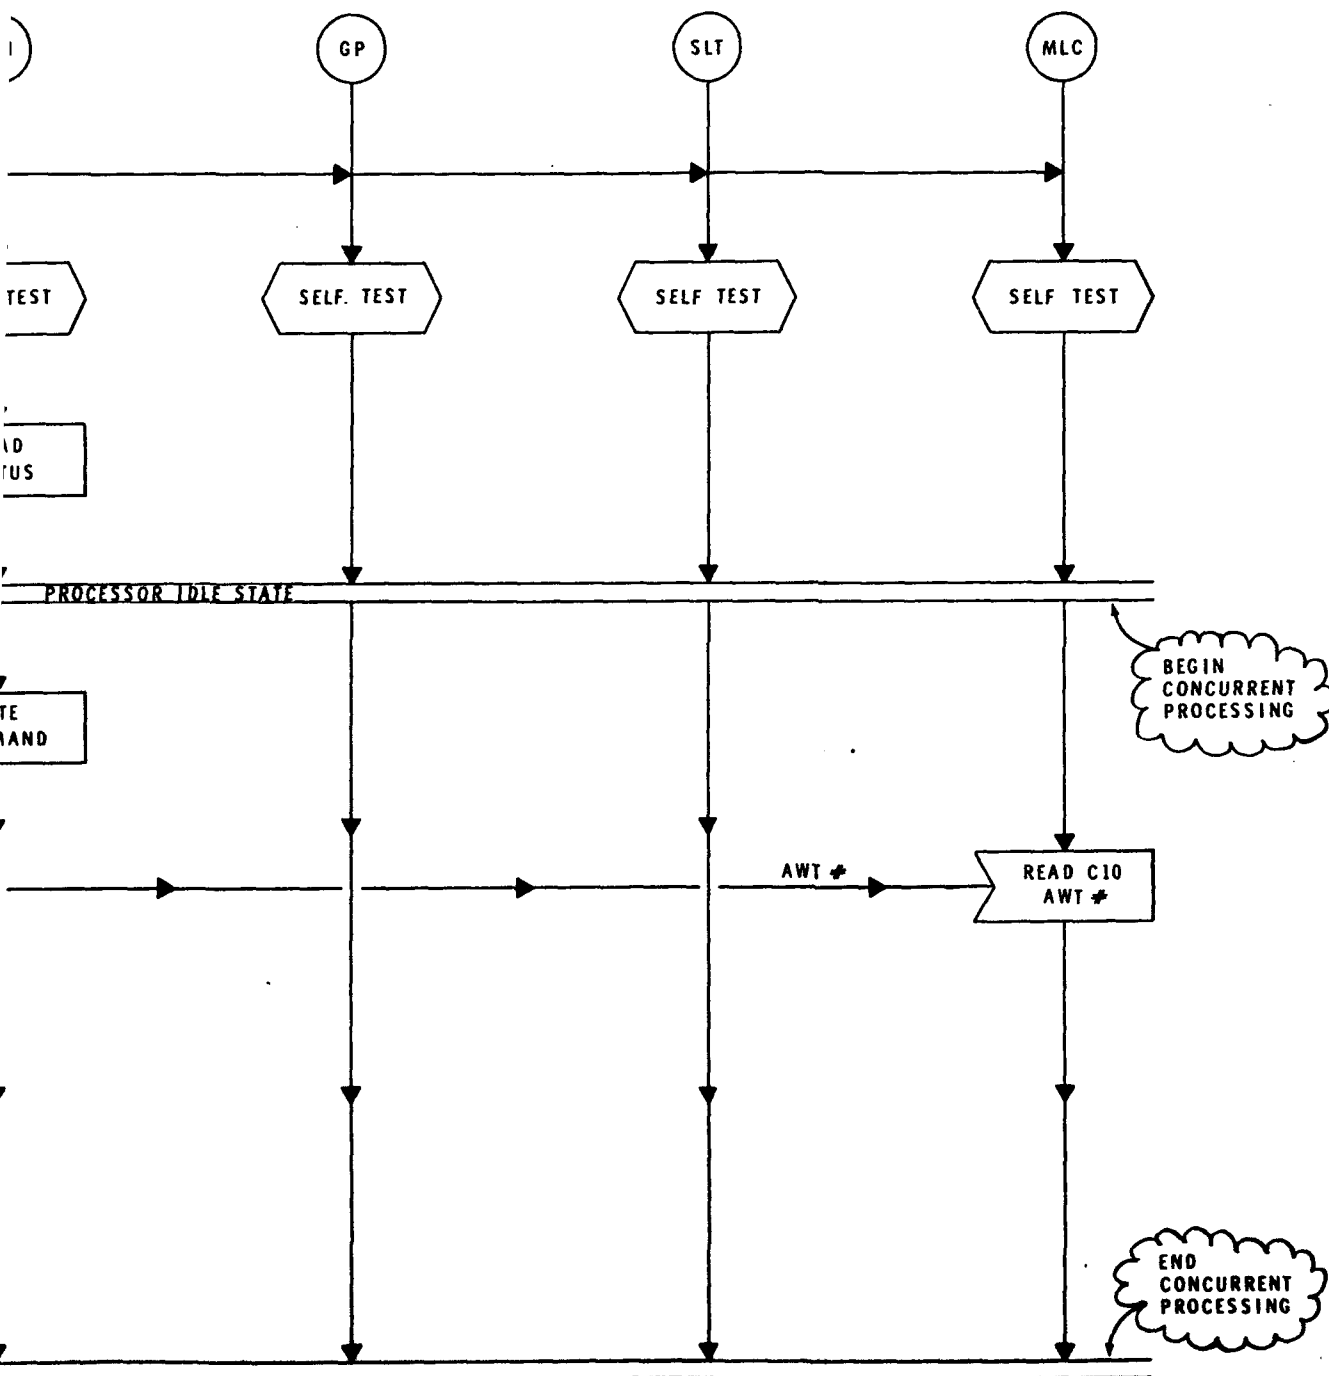 GP
SLT
MLC
TEST
SELF. TEST
SELF TEST
SELF TEST
PROCESSOR IDLE STATE
BEGIN
CONCURRENT
PROCESSING
AWT #
READ C10
AWT #
END
CONCURRENT
PROCESSING